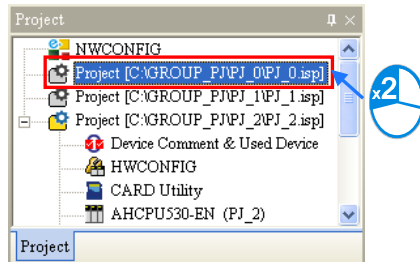 Project
NWCONFIG
Project [C:\GROUP_PJ\PJ_0\PJ_0.isp]
Project [C:\GROUP_PJ\PJ_1\PJ_1.isp]
Project [C:\GROUP_PJ\PJ_2\PJ_2.isp]
Device Comment & Used Device
HWCONFIG
CARD Utility
AHCPU530-EN (PJ_2)
Project
x2